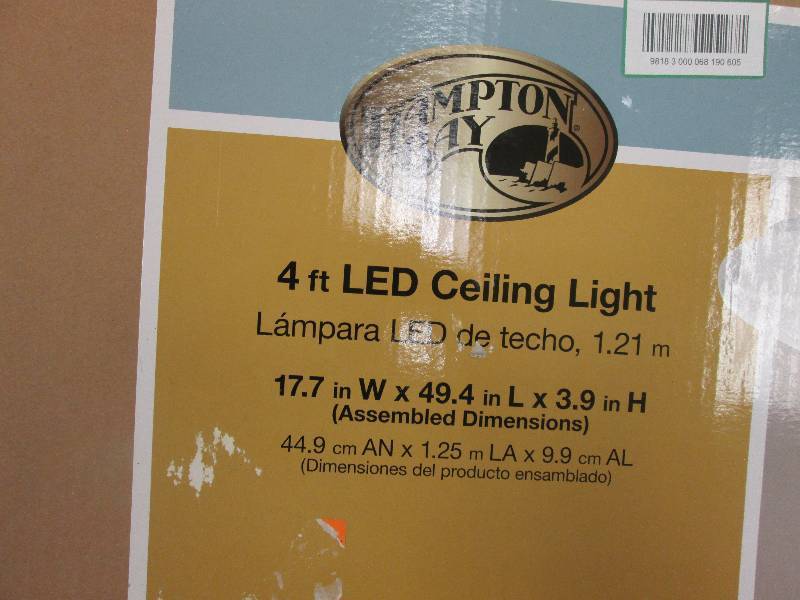 9818 3 000 068 190 605
HAMPTON
BAY
4 ft LED Ceiling Light
Lámpara LED de techo, 1.21 m
17.7 in W x 49.4 in L x 3.9 in H
(Assembled Dimensions)
44.9 cm AN x 1.25 m LA x 9.9 cm AL
(Dimensiones del producto ensamblado)